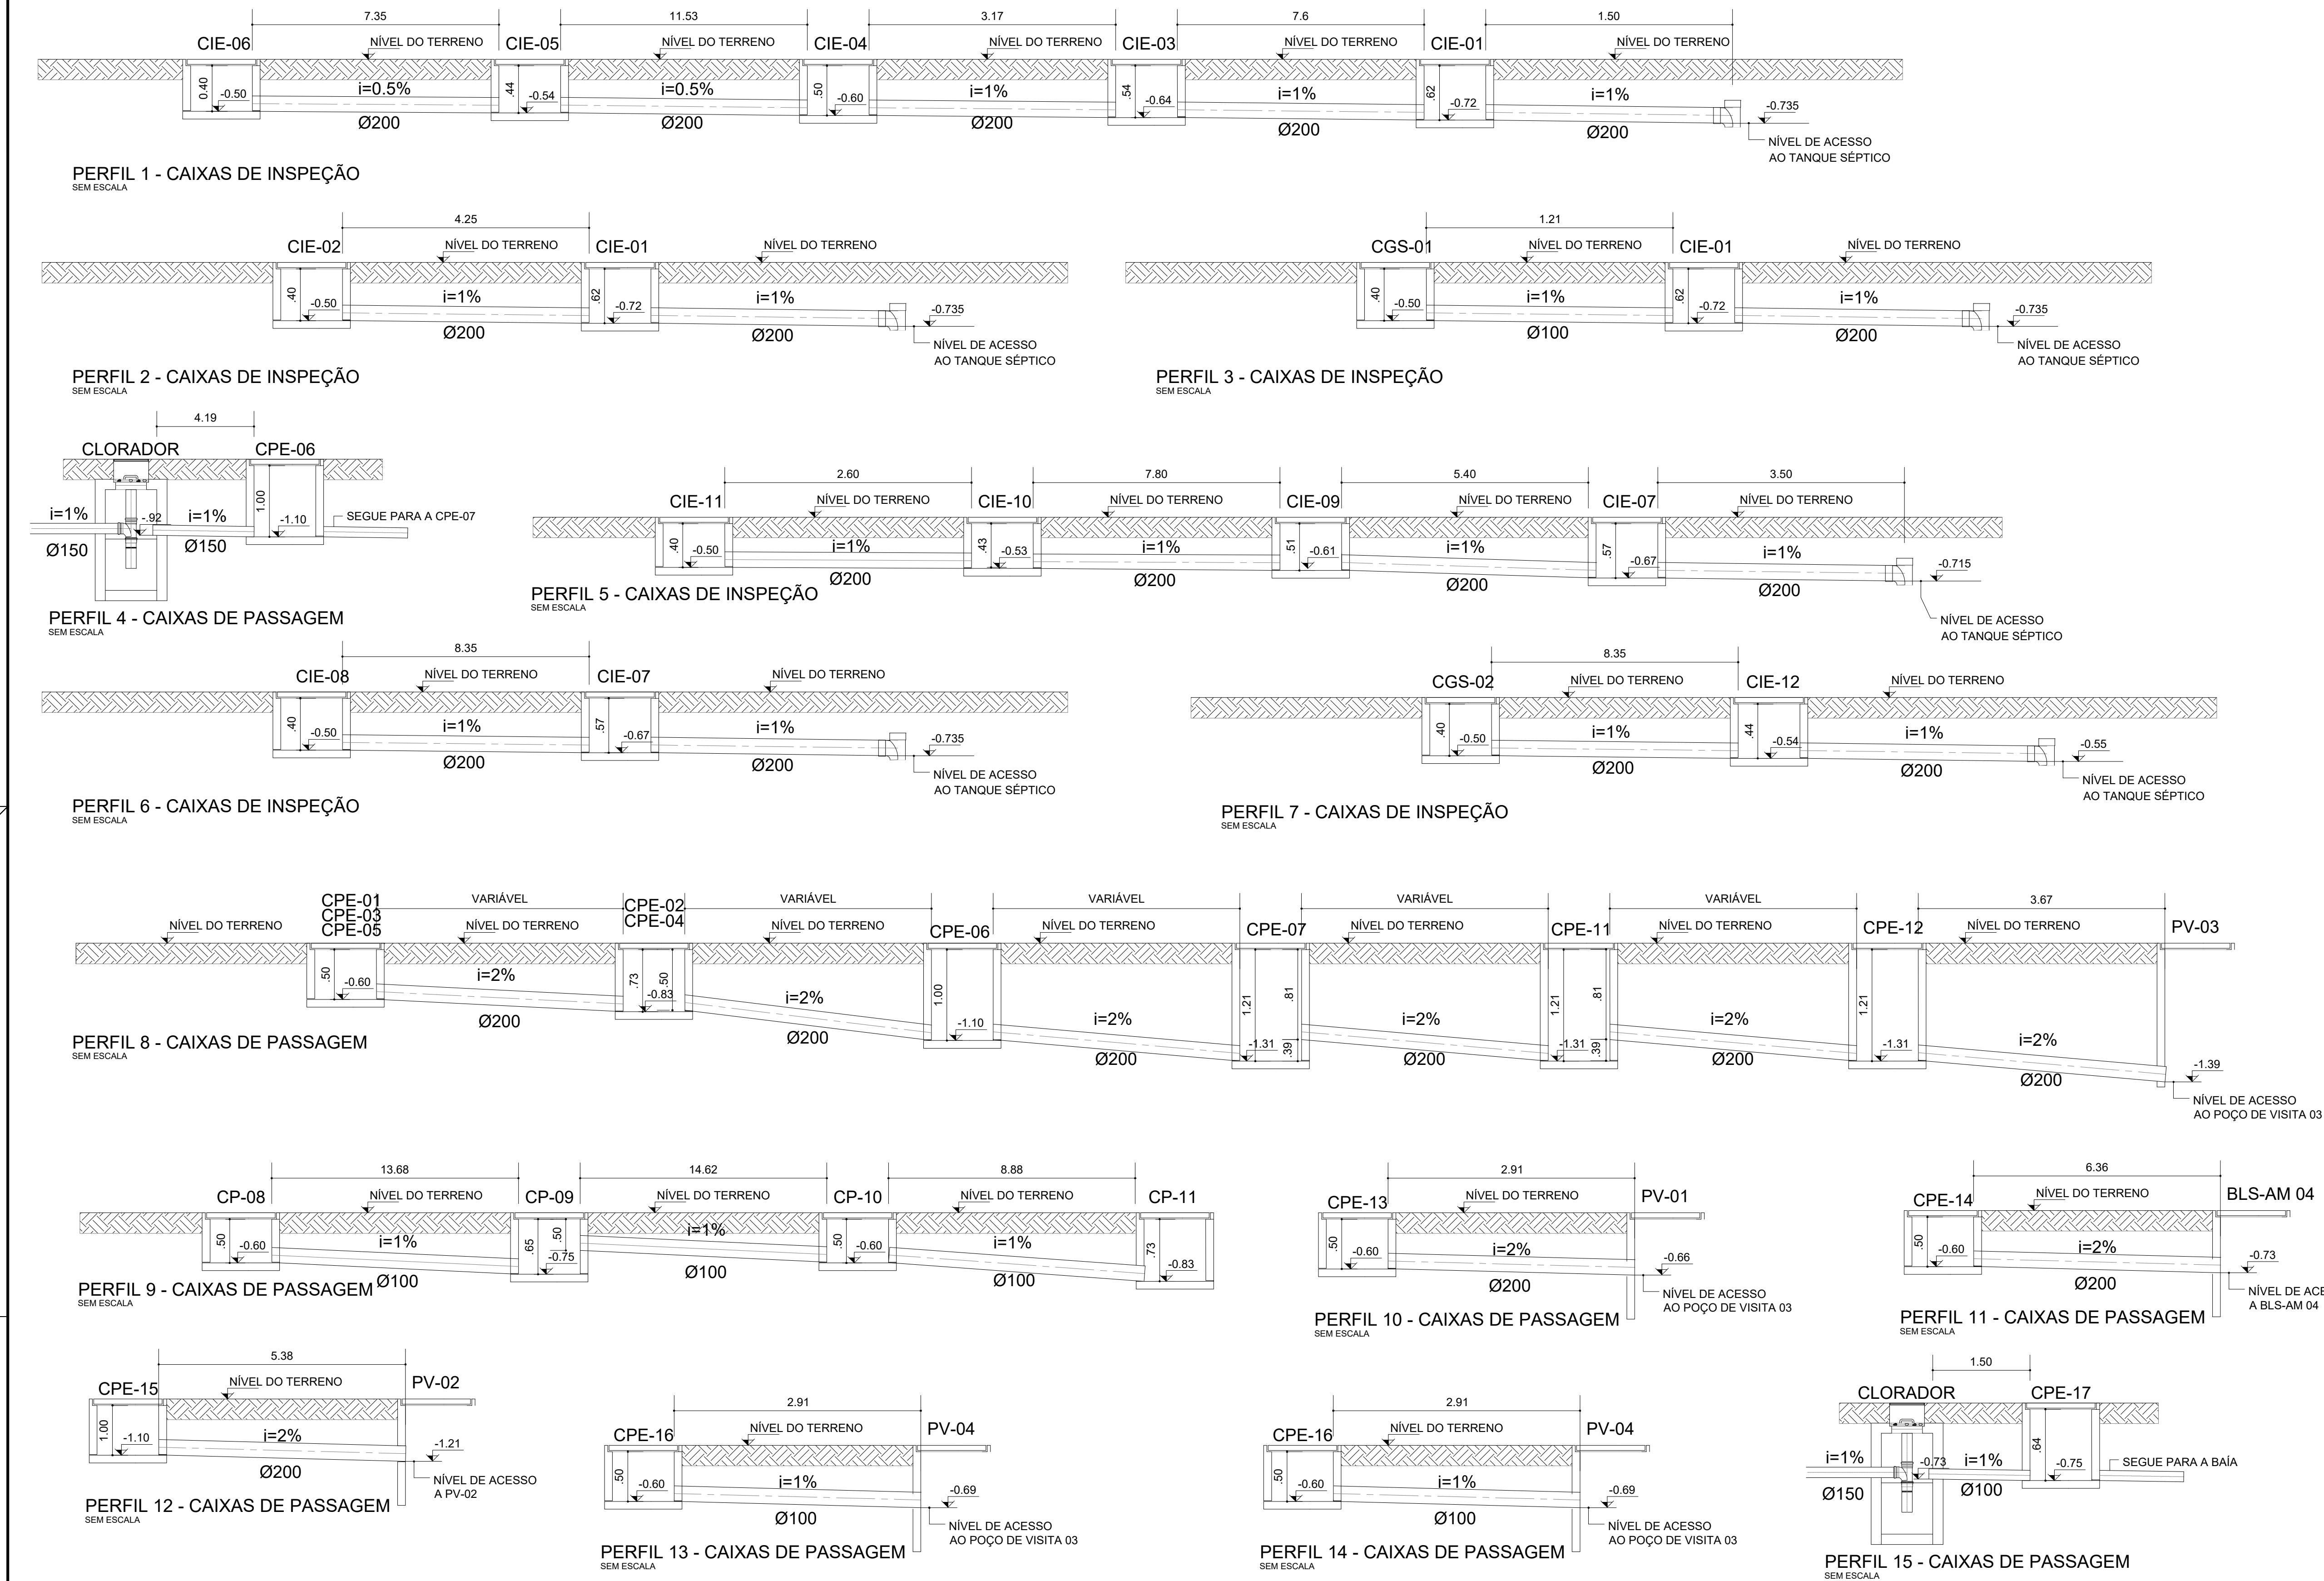 7.35 11.53 3.17 7.6 1.50
CIE-06 NÍVEL DO TERRENO CIE-05 NÍVEL DO TERRENO CIE-04 NÍVEL DO TERRENO CIE-03 NÍVEL DO TERRENO CIE-01 NÍVEL DO TERRENO
0.40 -0.50 i=0.5% .44 -0.54 i=0.5% .50 -0.60 i=1% .54 -0.64 i=1% .62 -0.72 i=1% -0.735
Ø200 Ø200 Ø200 Ø200 Ø200
NÍVEL DE ACESSO
AO TANQUE SÉPTICO
PERFIL 1 - CAIXAS DE INSPEÇÃO
SEM ESCALA
4.25
CIE-02 NÍVEL DO TERRENO CIE-01 NÍVEL DO TERRENO
.40 -0.50 i=1% .62 -0.72 i=1% -0.735
Ø200 Ø200
NÍVEL DE ACESSO
AO TANQUE SÉPTICO
PERFIL 2 - CAIXAS DE INSPEÇÃO
SEM ESCALA
1.21
CGS-01 NÍVEL DO TERRENO CIE-01 NÍVEL DO TERRENO
.40 -0.50 i=1% .62 -0.72 i=1% -0.735
Ø100 Ø200
NÍVEL DE ACESSO
AO TANQUE SÉPTICO
PERFIL 3 - CAIXAS DE INSPEÇÃO
SEM ESCALA
4.19
CLORADOR CPE-06
i=1% -.92 i=1% 1.00 -1.10 SEGUE PARA A CPE-07
Ø150 Ø150
PERFIL 4 - CAIXAS DE PASSAGEM
SEM ESCALA
2.60 7.80 5.40 3.50
CIE-11 NÍVEL DO TERRENO CIE-10 NÍVEL DO TERRENO CIE-09 NÍVEL DO TERRENO CIE-07 NÍVEL DO TERRENO
.40 -0.50 i=1% .43 -0.53 i=1% .51 -0.61 i=1% .57 -0.67 i=1% -0.715
Ø200 Ø200 Ø200 Ø200
NÍVEL DE ACESSO
AO TANQUE SÉPTICO
PERFIL 5 - CAIXAS DE INSPEÇÃO
SEM ESCALA
8.35
CIE-08 NÍVEL DO TERRENO CIE-07 NÍVEL DO TERRENO
.40 -0.50 i=1% .57 -0.67 i=1% -0.735
Ø200 Ø200
NÍVEL DE ACESSO
AO TANQUE SÉPTICO
PERFIL 6 - CAIXAS DE INSPEÇÃO
SEM ESCALA
8.35
CGS-02 NÍVEL DO TERRENO CIE-12 NÍVEL DO TERRENO
.40 -0.50 i=1% .44 -0.54 i=1% -0.55
Ø200 Ø200
NÍVEL DE ACESSO
AO TANQUE SÉPTICO
PERFIL 7 - CAIXAS DE INSPEÇÃO
SEM ESCALA
CPE-01 VARIÁVEL CPE-02 VARIÁVEL VARIÁVEL VARIÁVEL VARIÁVEL 3.67
CPE-03 CPE-04
NÍVEL DO TERRENO CPE-05 NÍVEL DO TERRENO NÍVEL DO TERRENO CPE-06 NÍVEL DO TERRENO CPE-07 NÍVEL DO TERRENO CPE-11 NÍVEL DO TERRENO CPE-12 NÍVEL DO TERRENO PV-03
.50 -0.60 i=2% .73 .50 -0.83 i=2% 1.00 -1.10 i=2% 1.21 .81 -1.31 .39 i=2% 1.21 .81 -1.31 .39 i=2% 1.21 -1.31 i=2% -1.39
Ø200 Ø200 Ø200 Ø200 Ø200 Ø200
NÍVEL DE ACESSO
AO POÇO DE VISITA 03
PERFIL 8 - CAIXAS DE PASSAGEM
SEM ESCALA
13.68 14.62 8.88
CP-08 NÍVEL DO TERRENO CP-09 NÍVEL DO TERRENO CP-10 NÍVEL DO TERRENO CP-11
.50 -0.60 i=1% .65 .50 -0.75 i=1% .50 -0.60 i=1% .73 -0.83
Ø100 Ø100 Ø100
PERFIL 9 - CAIXAS DE PASSAGEM
SEM ESCALA
2.91
CPE-13 NÍVEL DO TERRENO PV-01
.50 -0.60 i=2% -0.66
Ø200
NÍVEL DE ACESSO
AO POÇO DE VISITA 03
PERFIL 10 - CAIXAS DE PASSAGEM
SEM ESCALA
6.36
CPE-14 NÍVEL DO TERRENO BLS-AM 04
.50 -0.60 i=2% -0.73
Ø200
NÍVEL DE ACE
A BLS-AM 04
PERFIL 11 - CAIXAS DE PASSAGEM
SEM ESCALA
5.38
CPE-15 NÍVEL DO TERRENO PV-02
1.00 -1.10 i=2% -1.21
Ø200
NÍVEL DE ACESSO
A PV-02
PERFIL 12 - CAIXAS DE PASSAGEM
SEM ESCALA
2.91
CPE-16 NÍVEL DO TERRENO PV-04
.50 -0.60 i=1% -0.69
Ø100
NÍVEL DE ACESSO
AO POÇO DE VISITA 03
PERFIL 13 - CAIXAS DE PASSAGEM
SEM ESCALA
2.91
CPE-16 NÍVEL DO TERRENO PV-04
.50 -0.60 i=1% -0.69
Ø100
NÍVEL DE ACESSO
AO POÇO DE VISITA 03
PERFIL 14 - CAIXAS DE PASSAGEM
SEM ESCALA
1.50
CLORADOR CPE-17
i=1% -0.73 i=1% .64 -0.75 SEGUE PARA A BAÍA
Ø150 Ø100
PERFIL 15 - CAIXAS DE PASSAGEM
SEM ESCALA